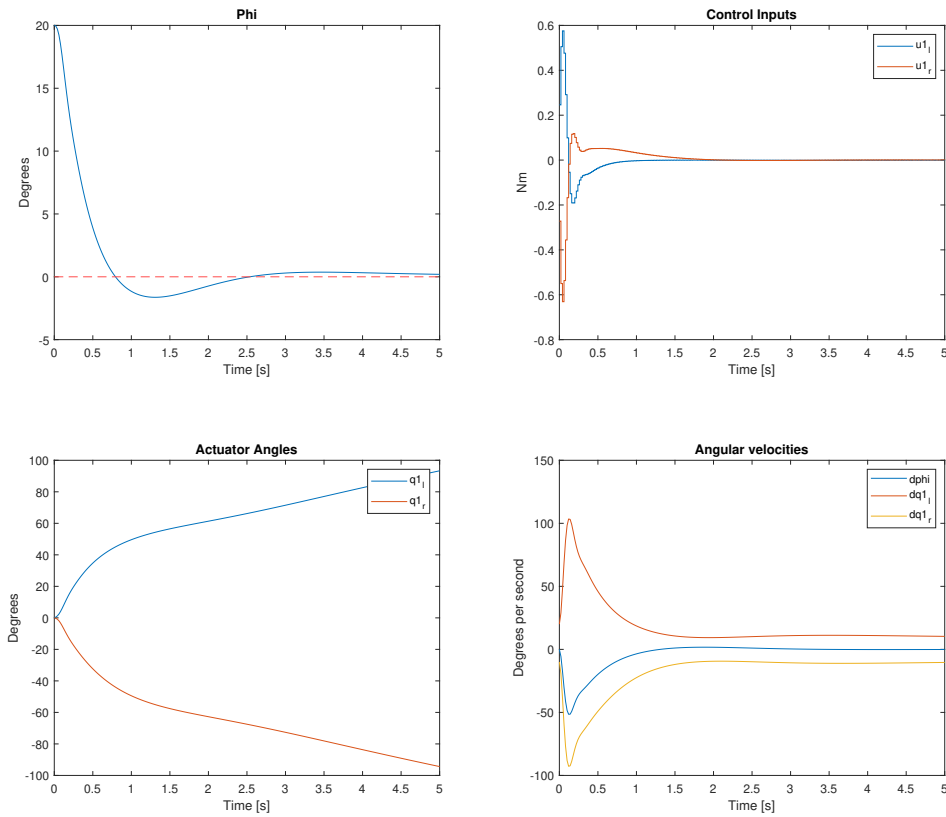 Phi
Degrees
20
15
10
5
0
-5
0 0.5 1 1.5 2 2.5 3 3.5 4 4.5 5
Time [s]
Control Inputs
Nm
0.6
0.4
0.2
0
-0.2
-0.4
-0.6
-0.8
u1_l
u1_r
0 0.5 1 1.5 2 2.5 3 3.5 4 4.5 5
Time [s]
Actuator Angles
Degrees
100
80
60
40
20
0
-20
-40
-60
-80
-100
q1_l
q1_r
0 0.5 1 1.5 2 2.5 3 3.5 4 4.5 5
Time [s]
Angular velocities
Degrees per second
150
100
50
0
-50
-100
dphi
dq1_l
dq1_r
0 0.5 1 1.5 2 2.5 3 3.5 4 4.5 5
Time [s]